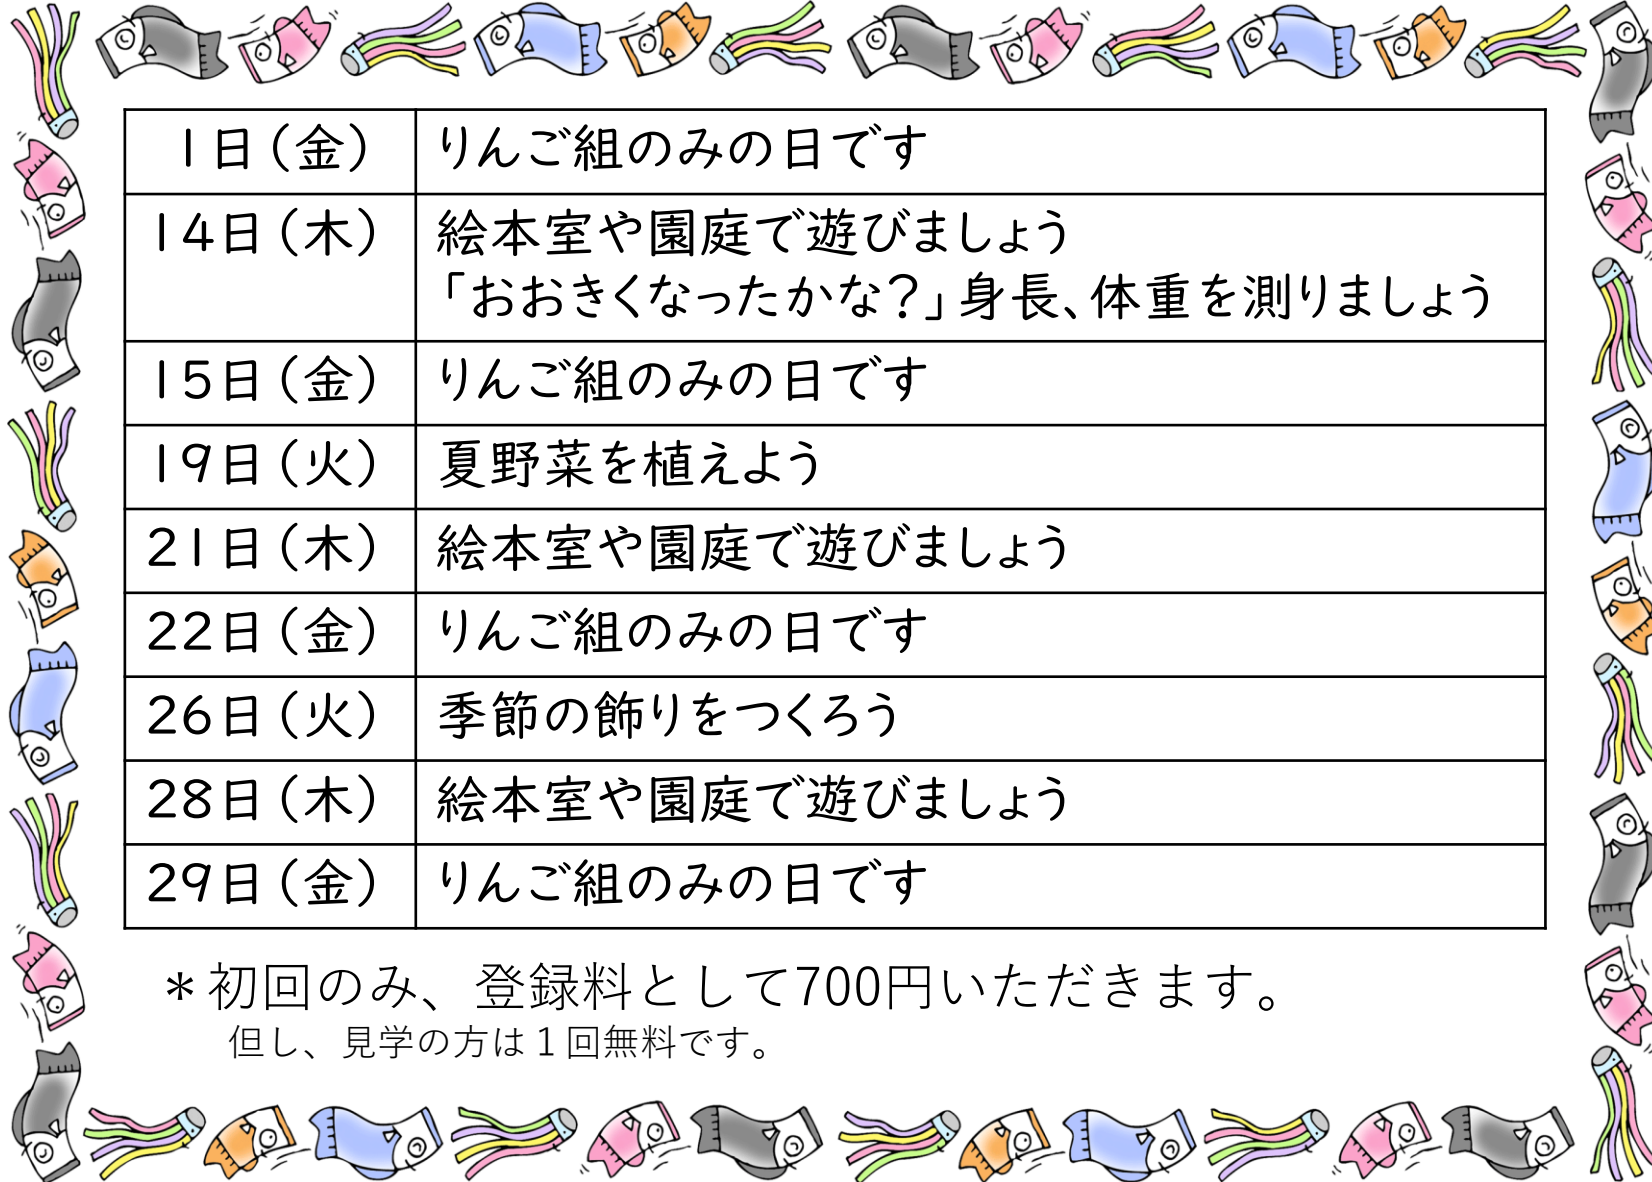 1日（金） りんご組のみの日です
14日（木） 絵本室や園庭で遊びましょう
「おおきくなったかな？」身長、体重を測りましょう
15日（金） りんご組のみの日です
19日（火） 夏野菜を植えよう
21日（木） 絵本室や園庭で遊びましょう
22日（金） りんご組のみの日です
26日（火） 季節の飾りをつくろう
28日（木） 絵本室や園庭で遊びましょう
29日（金） りんご組のみの日です
＊初回のみ、登録料として700円いただきます。
但し、見学の方は１回無料です。